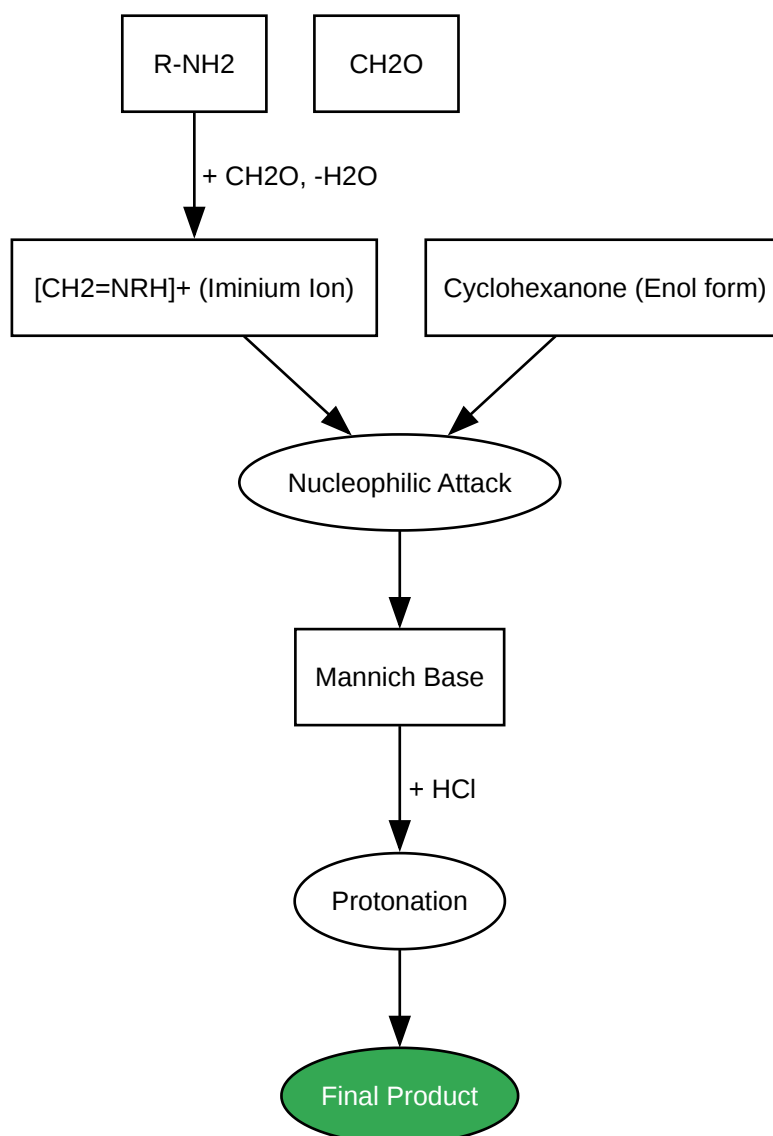 R-NH2
CH2O
+ CH2O, -H2O
[CH2=NRH]+ (Iminium Ion)
Cyclohexanone (Enol form)
Nucleophilic Attack
Mannich Base
+ HCl
Protonation
Final Product